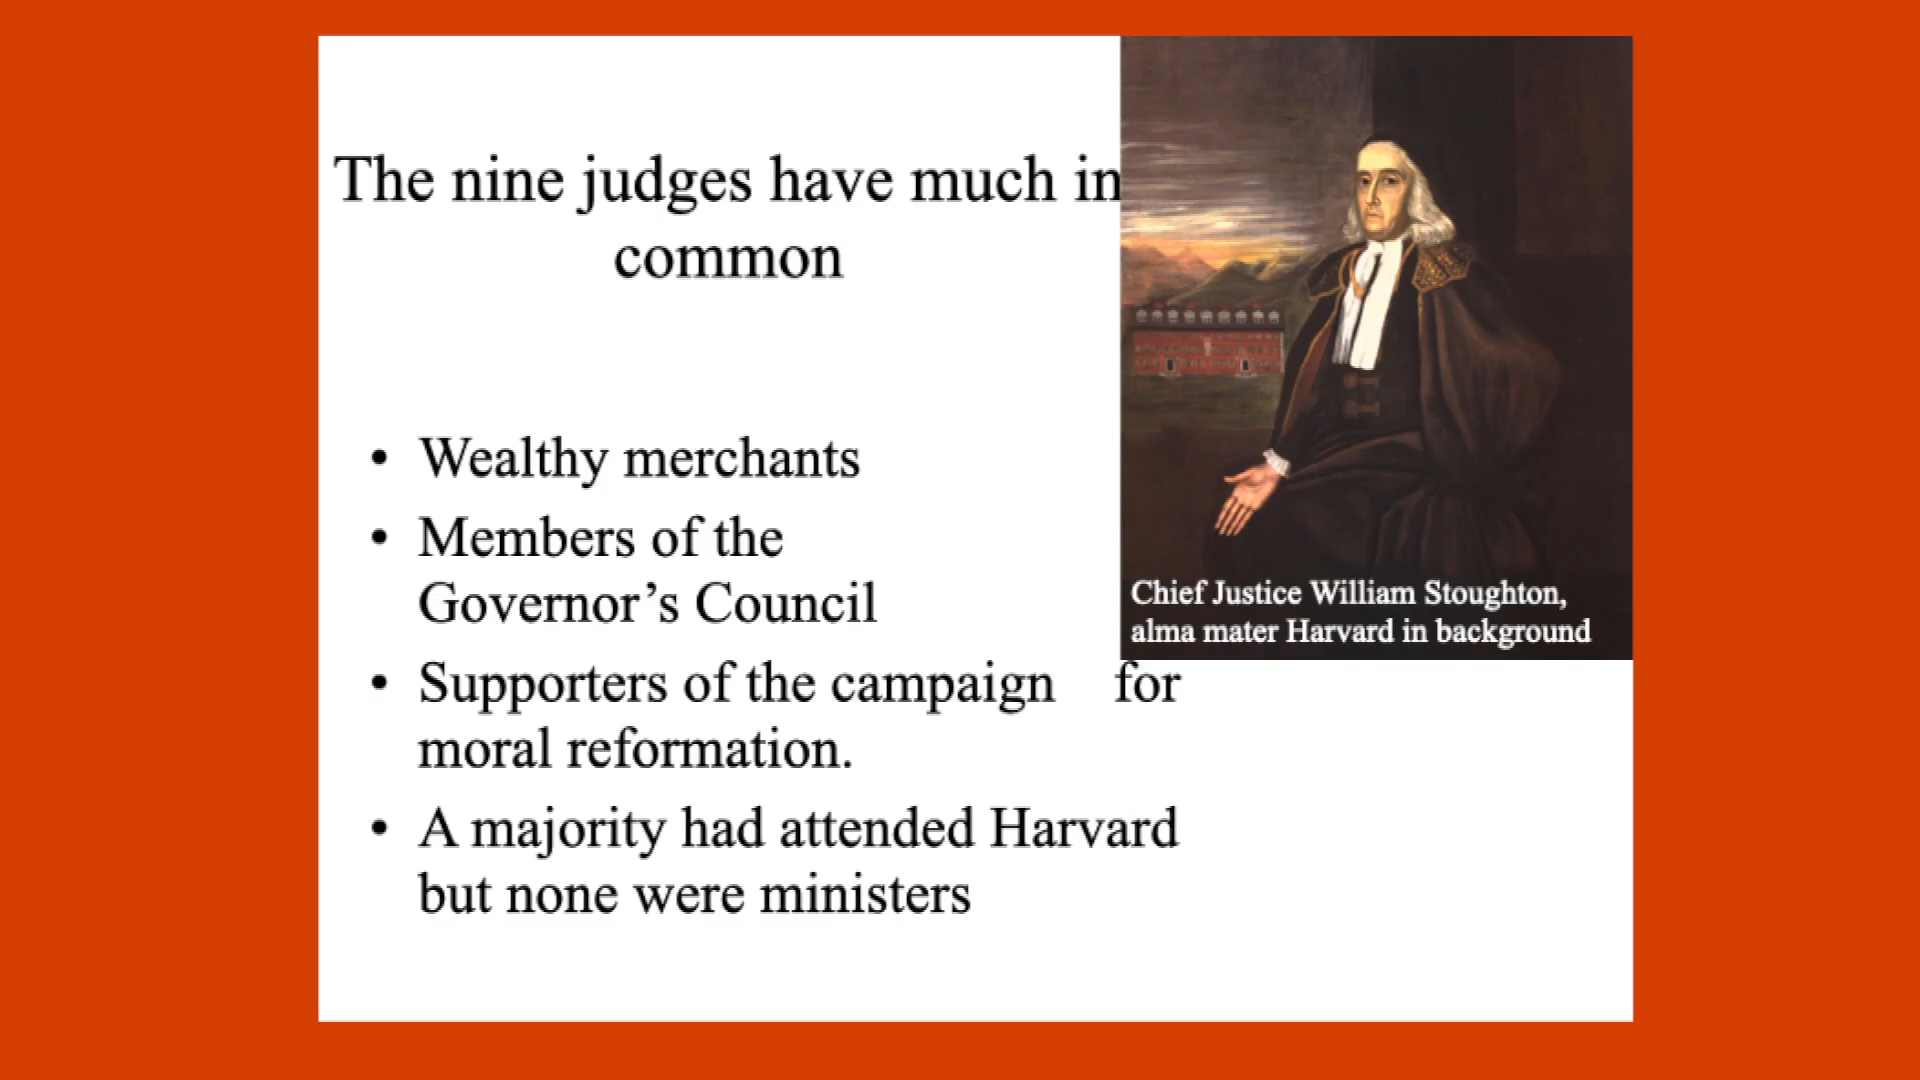 The nine judges have much in
common
• Wealthy merchants
• Members of the
Governor’s Council
• Supporters of the campaign for
moral reformation.
• A majority had attended Harvard
but none were ministers
Chief Justice William Stoughton,
alma mater Harvard in background